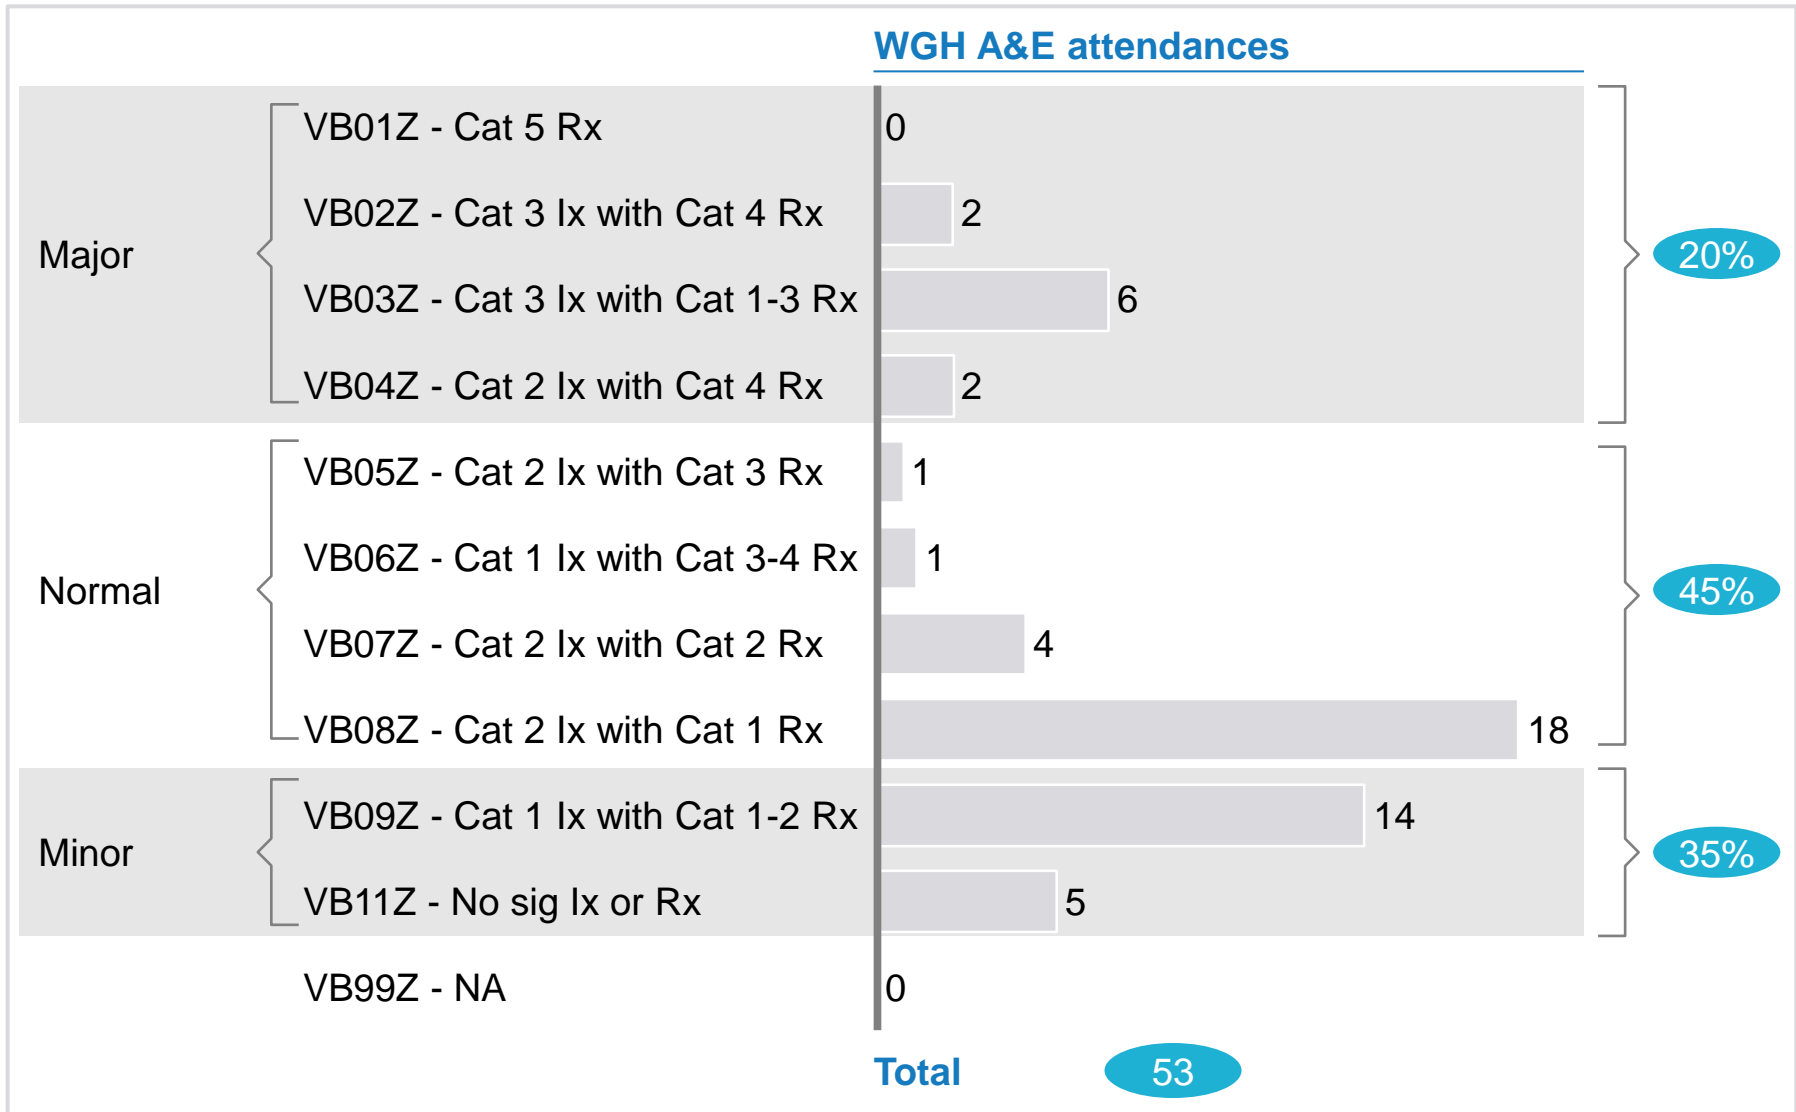 WGH A&E attendances
VB01Z - Cat 5 Rx 0
VB02Z - Cat 3 Ix with Cat 4 Rx 2
Major 20%
VB03Z - Cat 3 Ix with Cat 1-3 Rx 6
VB04Z - Cat 2 Ix with Cat 4 Rx 2
VB05Z - Cat 2 Ix with Cat 3 Rx 1
VB06Z - Cat 1 Ix with Cat 3-4 Rx 1
Normal 45%
VB07Z - Cat 2 Ix with Cat 2 Rx 4
VB08Z - Cat 2 Ix with Cat 1 Rx 18
VB09Z - Cat 1 Ix with Cat 1-2 Rx 14
Minor 35%
VB11Z - No sig Ix or Rx 5
VB99Z - NA 0
Total 53